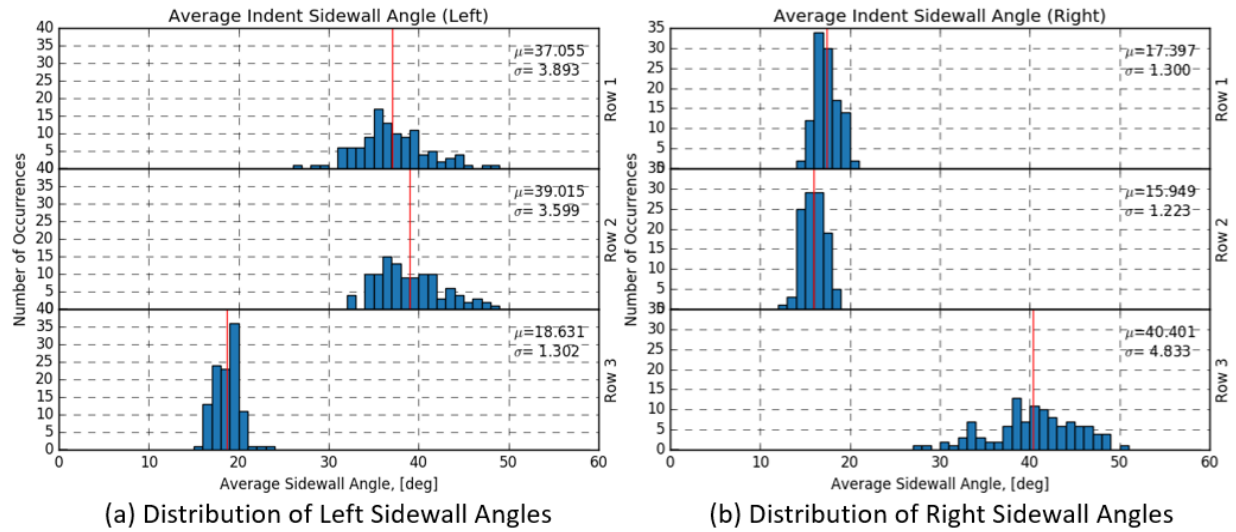 Average Indent Sidewall Angle (Left)
40
35
30
25
20
15
10
5
0
μ=37.055
σ= 3.893
Row 1
40
35
30
25
20
15
10
5
0
μ=39.015
σ= 3.599
Row 2
40
35
30
25
20
15
10
5
0
μ=18.631
σ= 1.302
Row 3
Number of Occurrences
0 10 20 30 40 50 60
Average Sidewall Angle, [deg]
(a) Distribution of Left Sidewall Angles
Average Indent Sidewall Angle (Right)
35
30
25
20
15
10
5
0
μ=17.397
σ= 1.300
Row 1
35
30
25
20
15
10
5
0
μ=15.949
σ= 1.223
Row 2
35
30
25
20
15
10
5
0
μ=40.401
σ= 4.833
Row 3
Number of Occurrences
0 10 20 30 40 50 60
Average Sidewall Angle, [deg]
(b) Distribution of Right Sidewall Angles